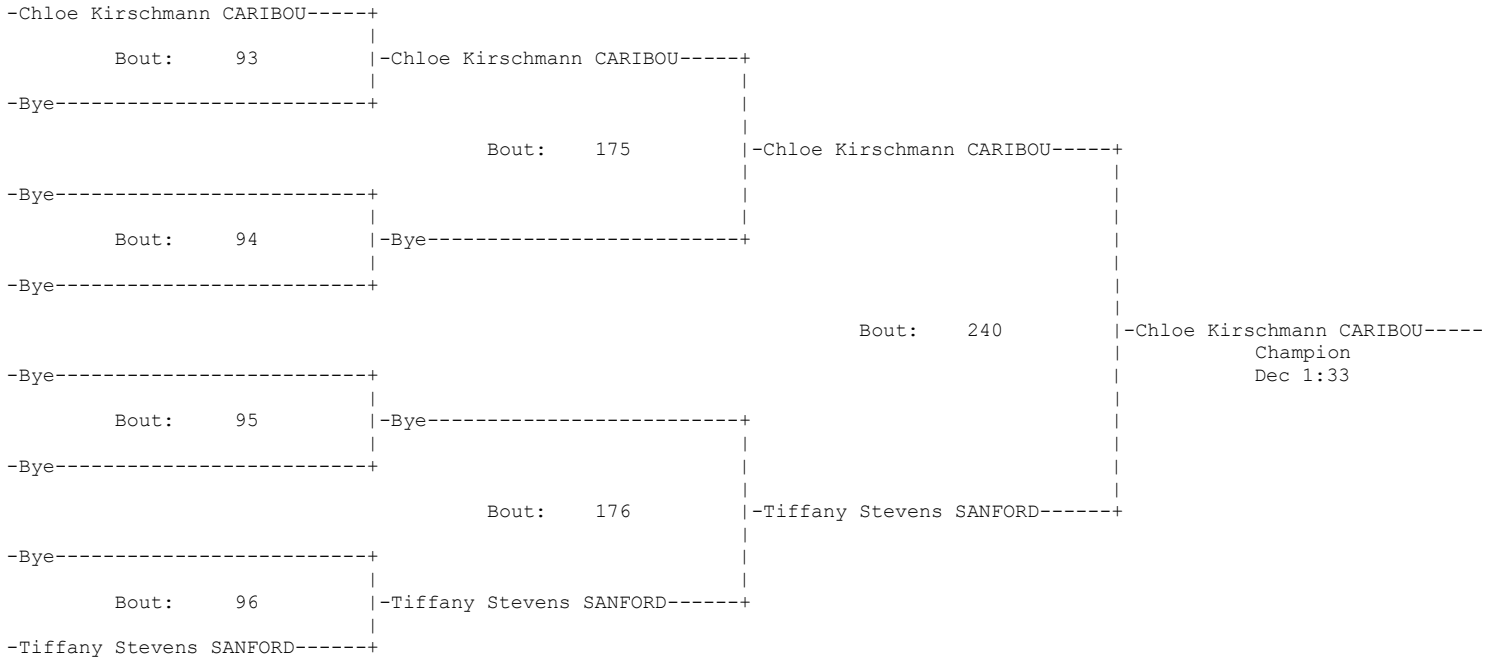 -Chloe Kirschmann CARIBOU-----+
Bout: 93 |-Chloe Kirschmann CARIBOU-----+
-Bye--------------------------+
Bout: 175 |-Chloe Kirschmann CARIBOU-----+
-Bye--------------------------+
Bout: 94 |-Bye--------------------------+
-Bye--------------------------+
Bout: 240 |-Chloe Kirschmann CARIBOU-----
Champion
-Bye--------------------------+ Dec 1:33
Bout: 95 |-Bye--------------------------+
-Bye--------------------------+
Bout: 176 |-Tiffany Stevens SANFORD------+
-Bye--------------------------+
Bout: 96 |-Tiffany Stevens SANFORD------+
-Tiffany Stevens SANFORD------+